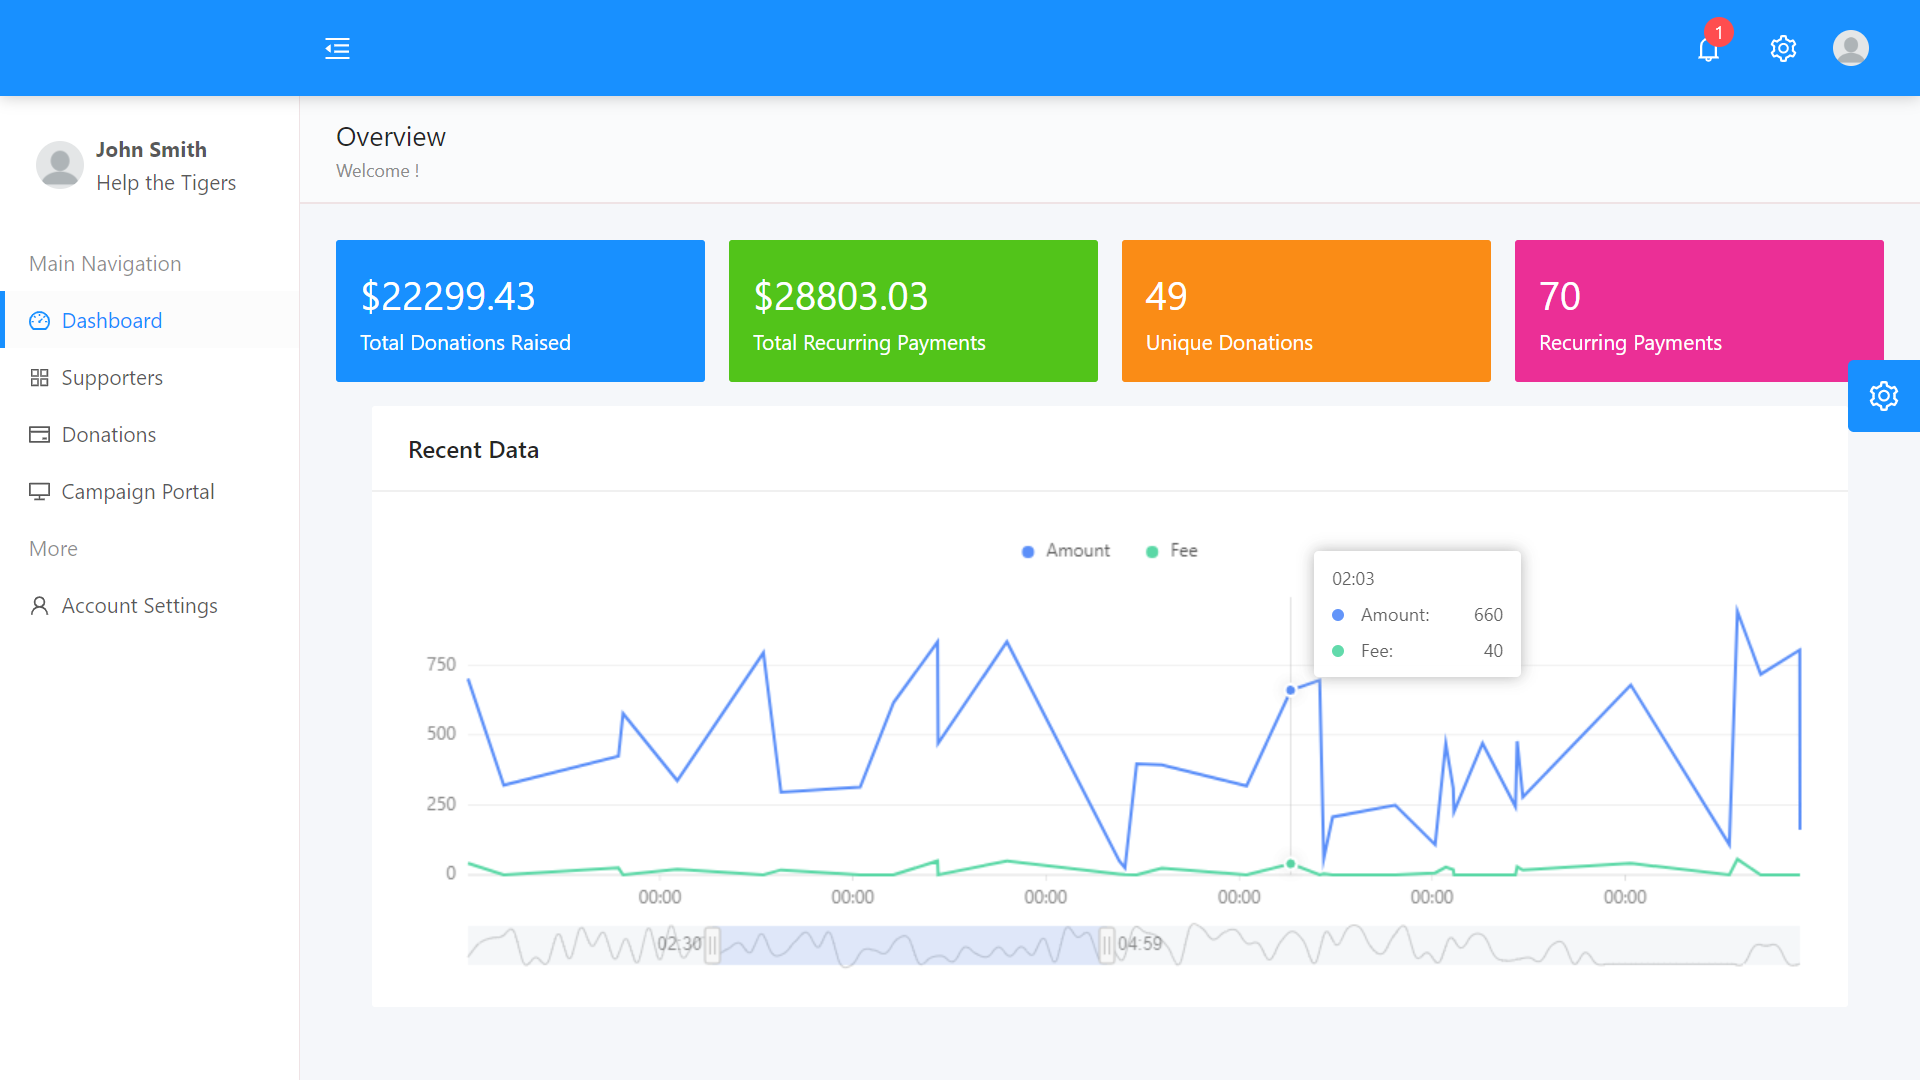 1
John Smith
Help the Tigers
Main Navigation
Dashboard
Supporters
Donations
Campaign Portal
More
Account Settings
Overview
Welcome !
$22299.43
Total Donations Raised
$28803.03
Total Recurring Payments
49
Unique Donations
70
Recurring Payments
Recent Data
Amount Fee
02:03
Amount: 660
Fee: 40
750
500
250
0
00:00 00:00 00:00 00:00 00:00 00:00
02:30 04:59